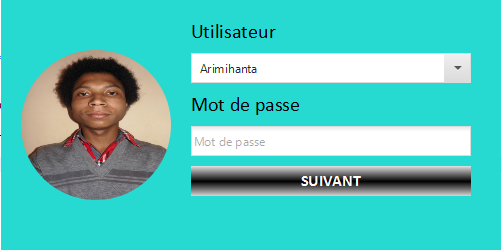 Utilisateur
Arimihanta
Mot de passe
Mot de passe
SUIVANT